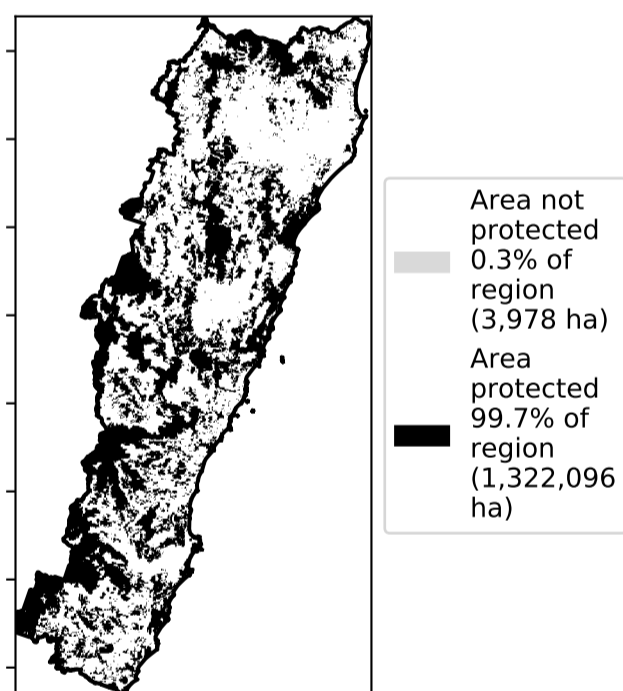 Area not
protected
0.3% of
region
(3,978 ha)
Area
protected
99.7% of
region
(1,322,096
ha)